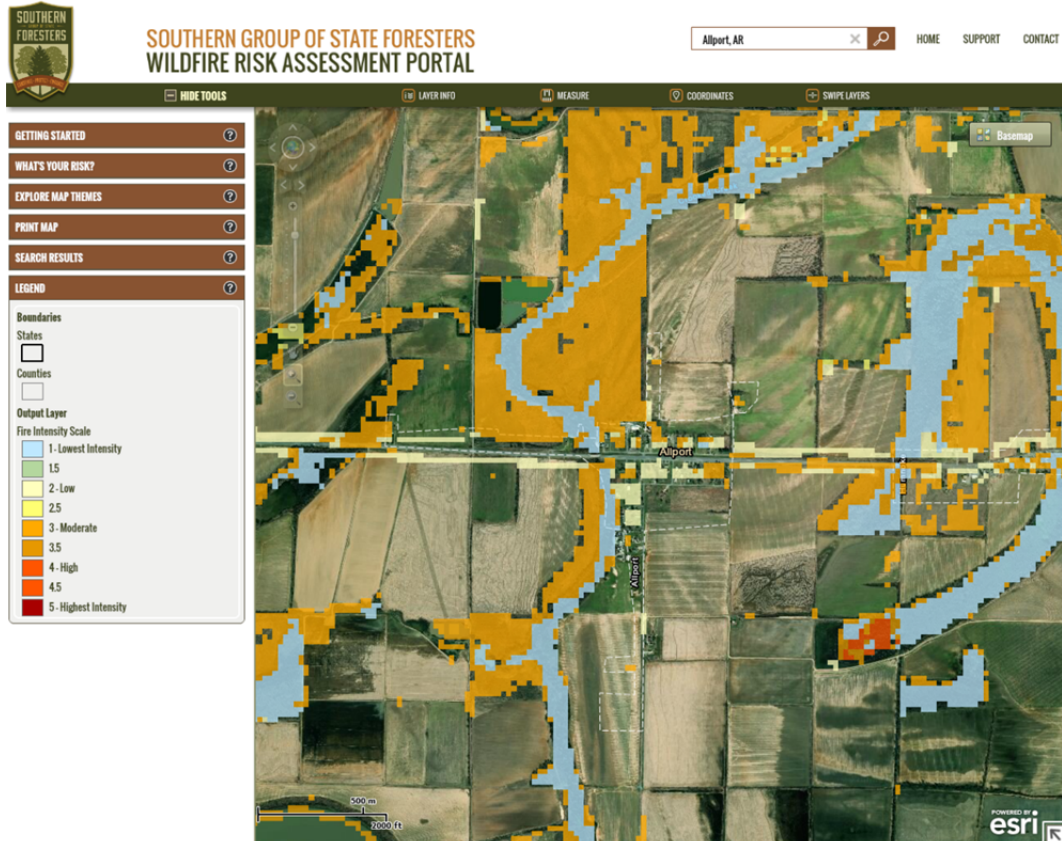 SOUTHERN
GROUP OF STATE
FORESTERS
SOUTHERN GROUP OF STATE FORESTERS
WILDFIRE RISK ASSESSMENT PORTAL
Allport, AR
HOME
SUPPORT
CONTACT
HIDE TOOLS
LAYER INFO
MEASURE
COORDINATES
SWIPE LAYERS
GETTING STARTED ?
WHAT'S YOUR RISK? ?
EXPLORE MAP THEMES ?
PRINT MAP ?
SEARCH RESULTS ?
LEGEND ?
Boundaries
States
Counties
Output Layer
Fire Intensity Scale
1 - Lowest Intensity
1.5
2 - Low
2.5
3 - Moderate
3.5
4 - High
4.5
5 - Highest Intensity
Basemap
Allport
Allport
500 m
2000 ft
POWERED BY
esri